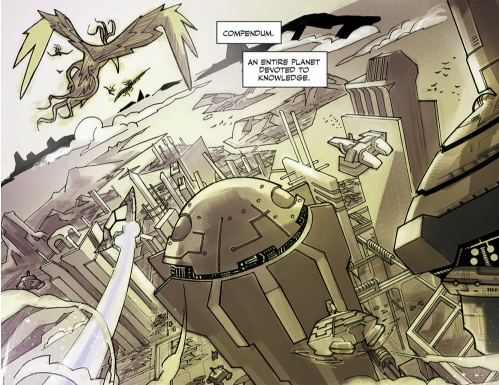 COMPENDUM.
AN ENTIRE PLANET
DEVOTED TO
KNOWLEDGE.